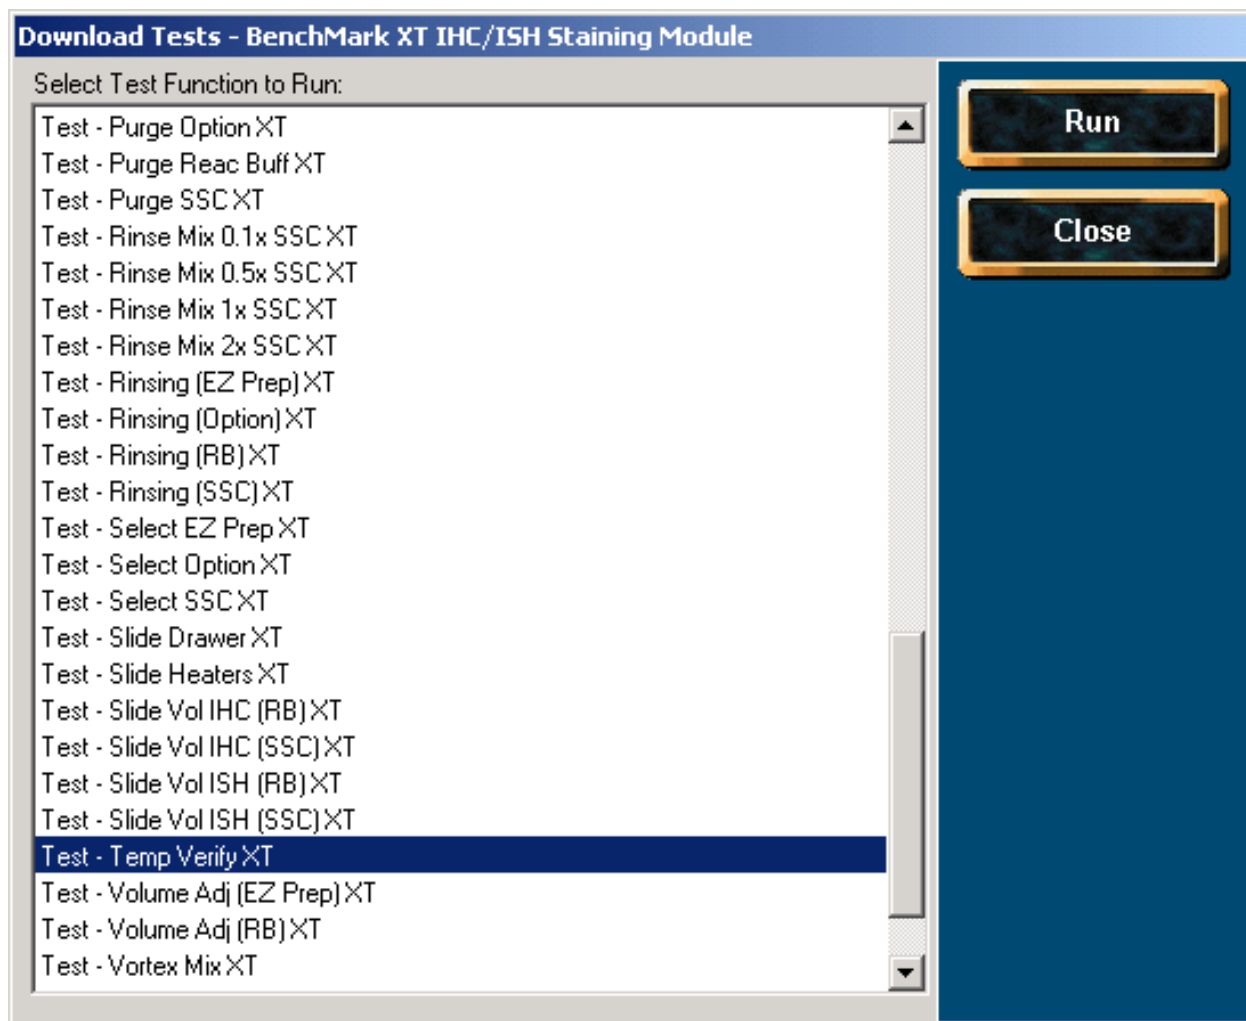 Download Tests - BenchMark XT IHC/ISH Staining Module
Select Test Function to Run:
Test - Purge Option XT
Test - Purge Reac Buff XT
Test - Purge SSC XT
Test - Rinse Mix 0.1x SSC XT
Test - Rinse Mix 0.5x SSC XT
Test - Rinse Mix 1x SSC XT
Test - Rinse Mix 2x SSC XT
Test - Rinsing (EZ Prep) XT
Test - Rinsing (Option) XT
Test - Rinsing (RB) XT
Test - Rinsing (SSC) XT
Test - Select EZ Prep XT
Test - Select Option XT
Test - Select SSC XT
Test - Slide Drawer XT
Test - Slide Heaters XT
Test - Slide Vol IHC (RB) XT
Test - Slide Vol IHC (SSC) XT
Test - Slide Vol ISH (RB) XT
Test - Slide Vol ISH (SSC) XT
Test - Temp Verify XT
Test - Volume Adj (EZ Prep) XT
Test - Volume Adj (RB) XT
Test - Vortex Mix XT
Run
Close